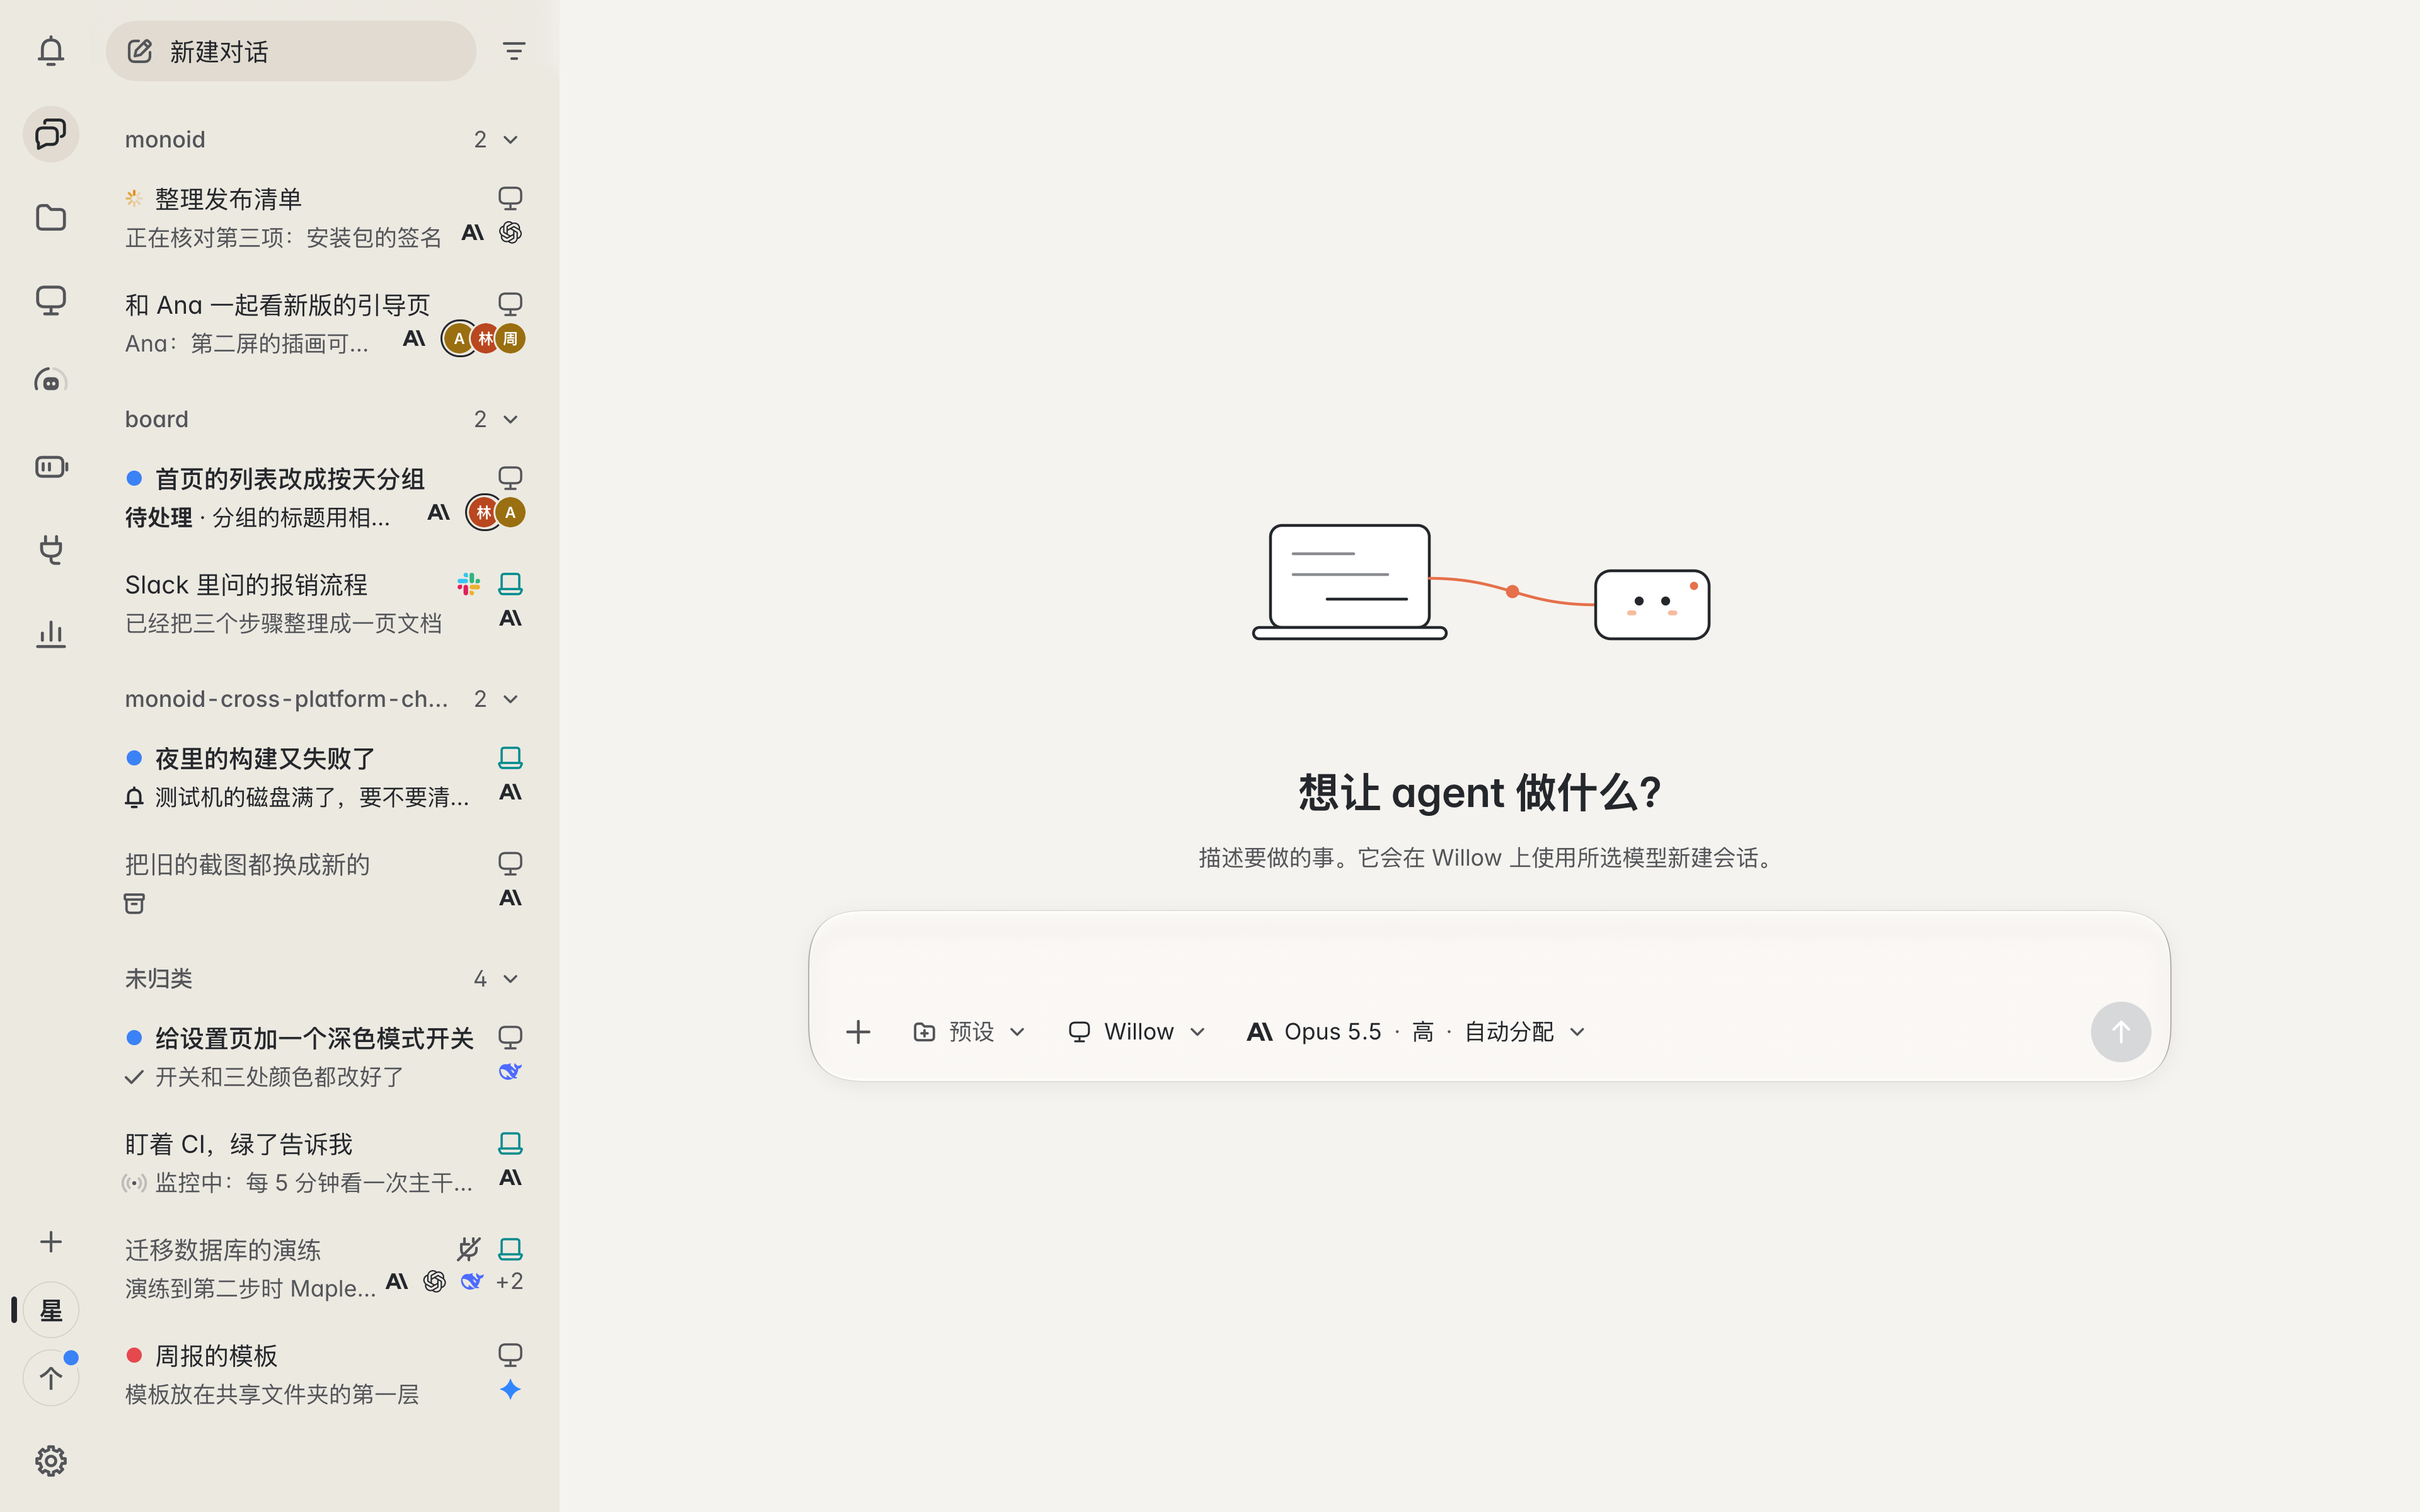 新建对话
monoid 2
整理发布清单
正在核对第三项：安装包的签名
和 Ana 一起看新版的引导页
Ana：第二屏的插画可... A 林 周
board 2
首页的列表改成按天分组
待处理 · 分组的标题用相... 林 A
Slack 里问的报销流程
已经把三个步骤整理成一页文档
monoid-cross-platform-ch... 2
夜里的构建又失败了
测试机的磁盘满了，要不要清...
把旧的截图都换成新的
未归类 4
给设置页加一个深色模式开关
开关和三处颜色都改好了
盯着 CI，绿了告诉我
监控中：每 5 分钟看一次主干...
迁移数据库的演练
演练到第二步时 Maple... +2
周报的模板
模板放在共享文件夹的第一层
星
个
想让 agent 做什么？
描述要做的事。它会在 Willow 上使用所选模型新建会话。
预设 Willow Opus 5.5 · 高 · 自动分配